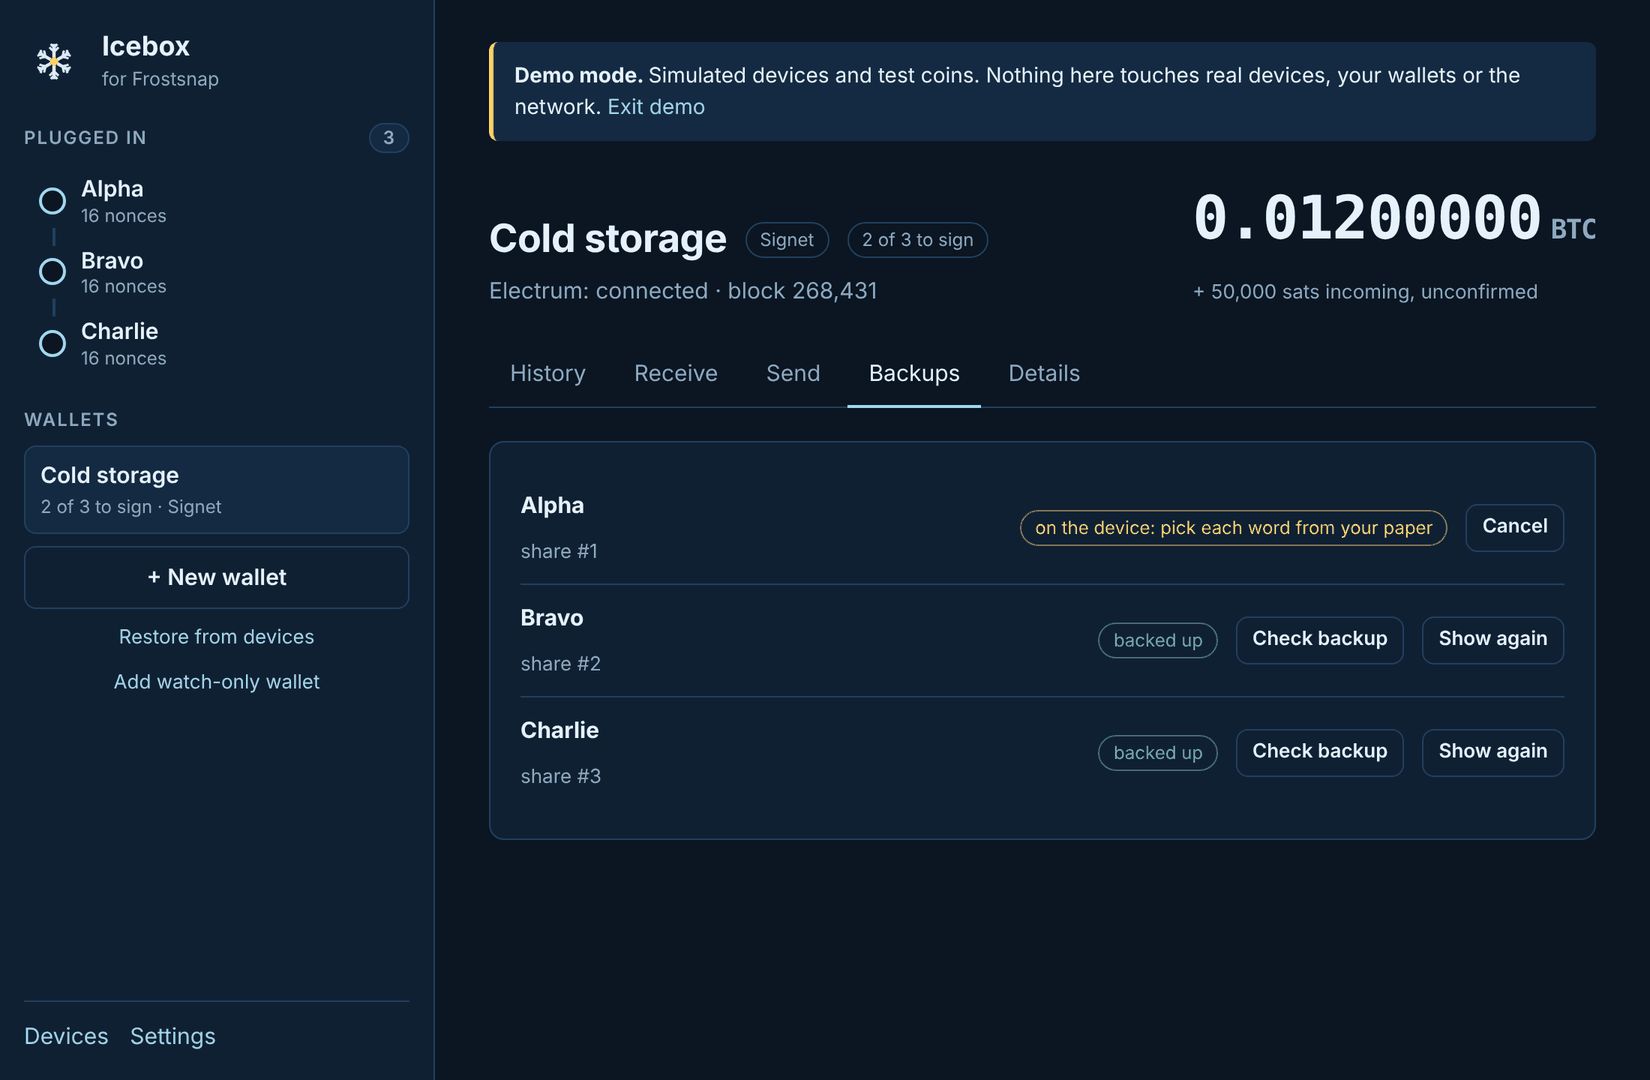 Icebox
for Frostsnap
PLUGGED IN
3
Alpha
16 nonces
Bravo
16 nonces
Charlie
16 nonces
WALLETS
Cold storage
2 of 3 to sign · Signet
+ New wallet
Restore from devices
Add watch-only wallet
Devices
Settings
Demo mode. Simulated devices and test coins. Nothing here touches real devices, your wallets or the
network. Exit demo
Cold storage
Signet
2 of 3 to sign
Electrum: connected · block 268,431
0.01200000 BTC
+ 50,000 sats incoming, unconfirmed
History
Receive
Send
Backups
Details
Alpha
share #1
on the device: pick each word from your paper
Cancel
Bravo
share #2
backed up
Check backup
Show again
Charlie
share #3
backed up
Check backup
Show again